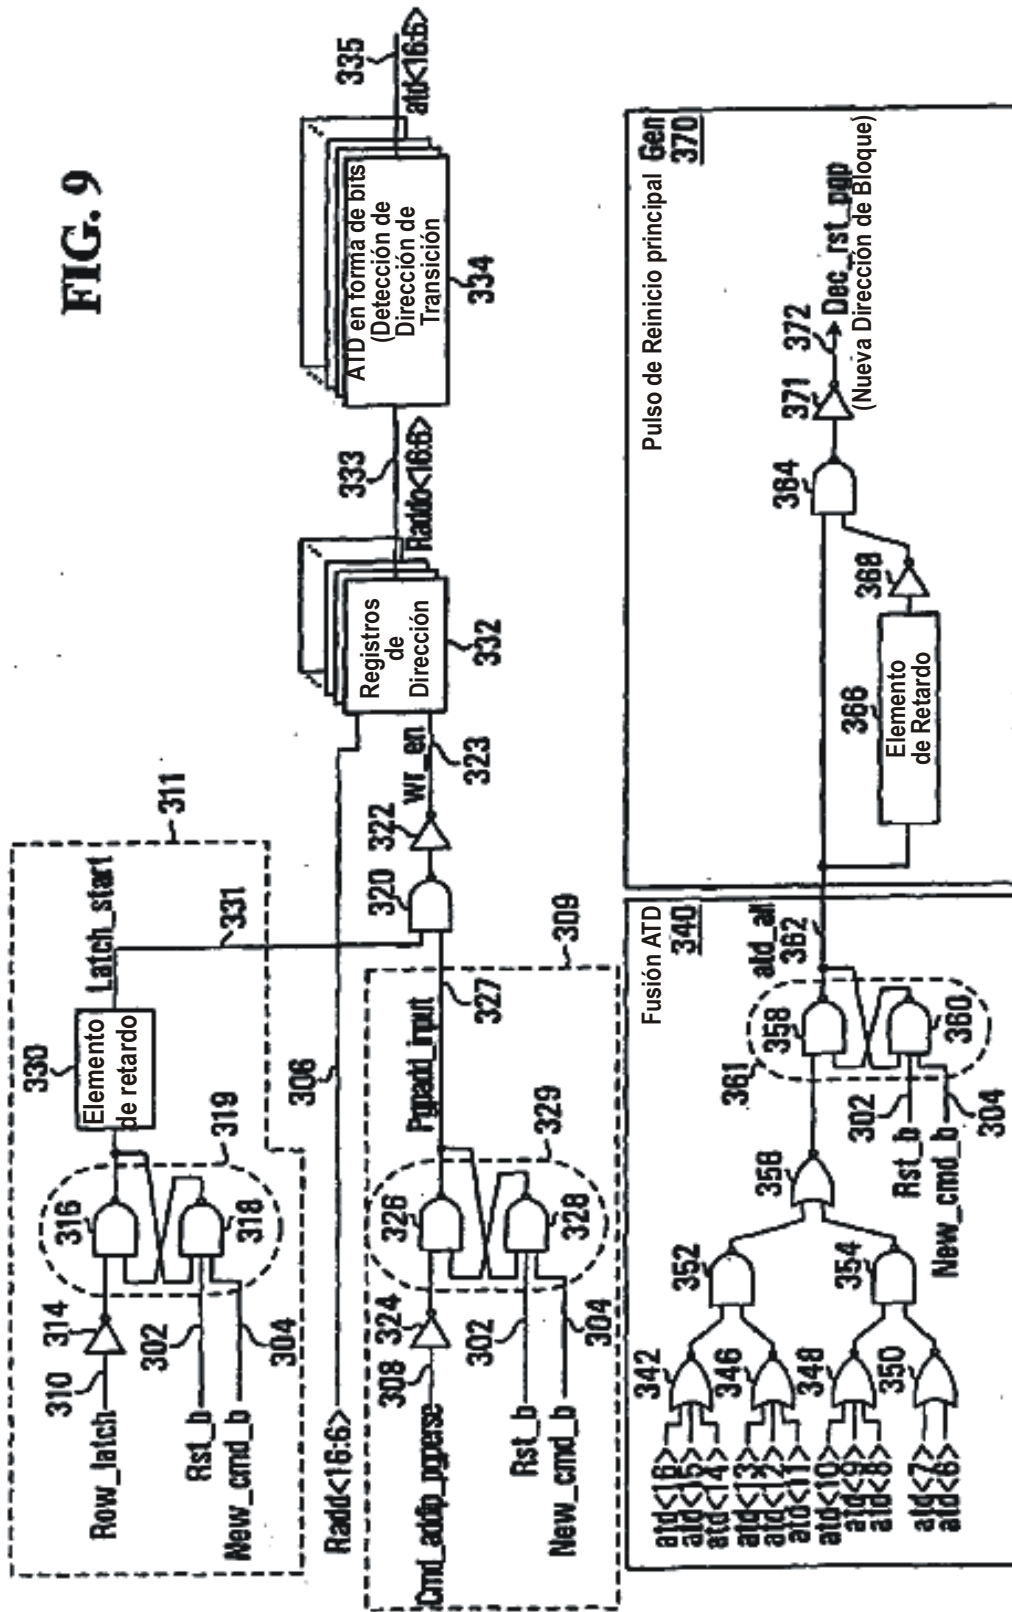 FIG. 9
311
Row_latch
310
314
Rst_b
302
New_cmd_b
304
316
318
319
330
Elemento
de retardo
Latch_start
331
Radd<16:6>
306
309
Cmd_addip_pgperse
308
324
Rst_b
302
New_cmd_b
304
326
328
329
Pgpadd_input
327
320
322
wr_en
323
Registros
de
Dirección
332
333
Raddo<16:6>
ATD en forma de bits
(Detección de
Dirección de
Transición
334
335
atd<16:6>
Fusión ATD
340
atd<16>
atd<15>
atd<14>
atd<13>
atd<12>
atd<11>
atd<10>
atd<9>
atd<8>
atd<7>
atd<6>
342
346
348
350
352
354
356
361
358
360
Rst_b
302
New_cmd_b
304
atd_all
362
Pulso de Reinicio principal Gen
370
366
Elemento
de Retardo
368
364
371
372
Dec_rst_pgp
(Nueva Dirección de Bloque)